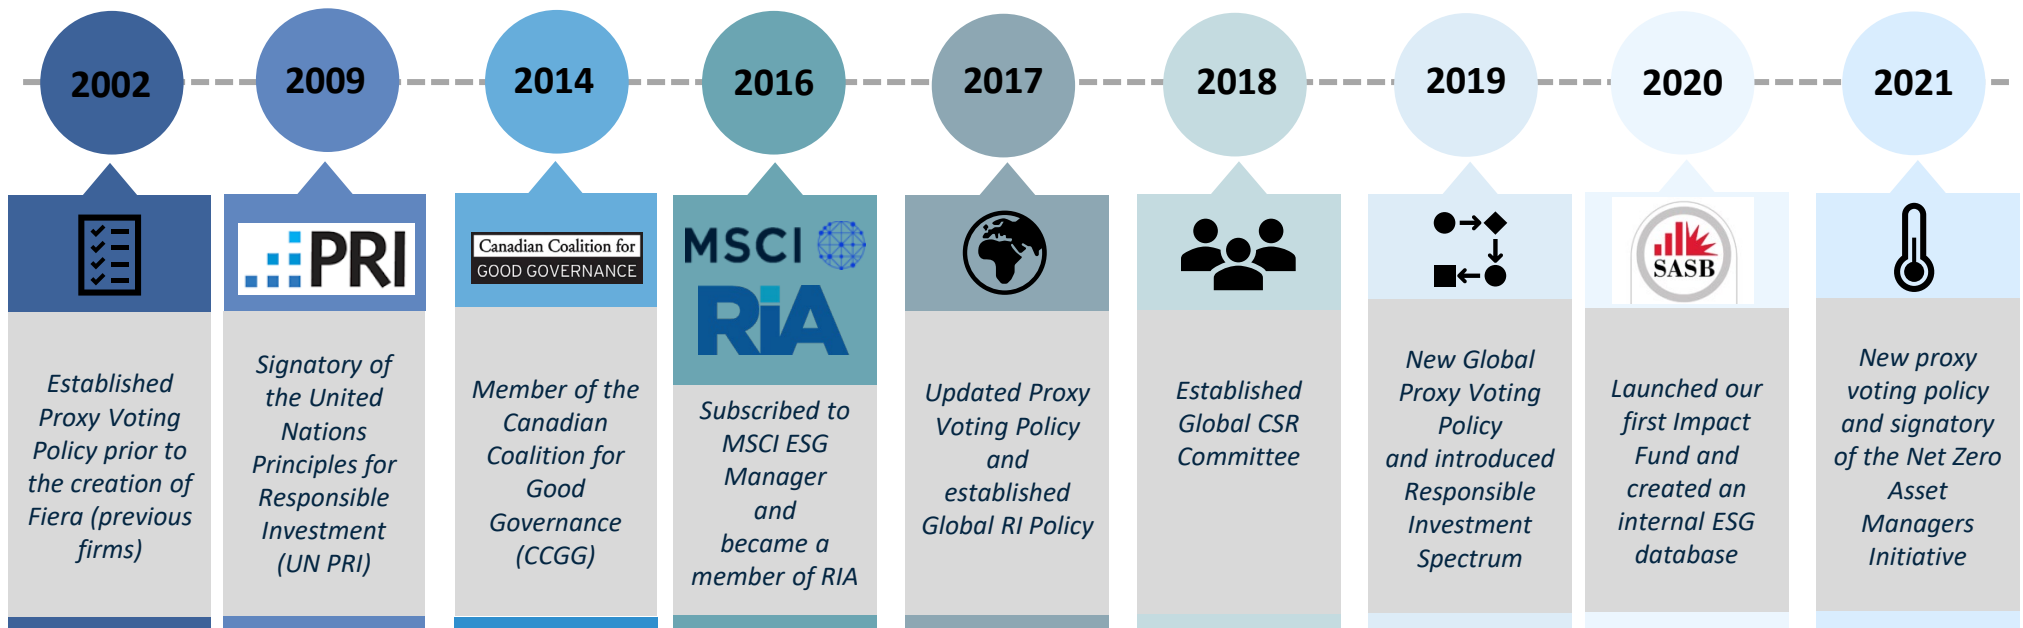 2002
2009
2014
2016
2017
2018
2019
2020
2021
PRI
Canadian Coalition for
GOOD GOVERNANCE
MSCI
RiA
SASB
Established
Proxy Voting
Policy prior to
the creation of
Fiera (previous
firms)
Signatory of
the United
Nations
Principles for
Responsible
Investment
(UN PRI)
Member of the
Canadian
Coalition for
Good
Governance
(CCGG)
Subscribed to
MSCI ESG
Manager
and
became a
member of RIA
Updated Proxy
Voting Policy
and
established
Global RI Policy
Established
Global CSR
Committee
New Global
Proxy Voting
Policy
and introduced
Responsible
Investment
Spectrum
Launched our
first Impact
Fund and
created an
internal ESG
database
New proxy
voting policy
and signatory
of the Net Zero
Asset
Managers
Initiative